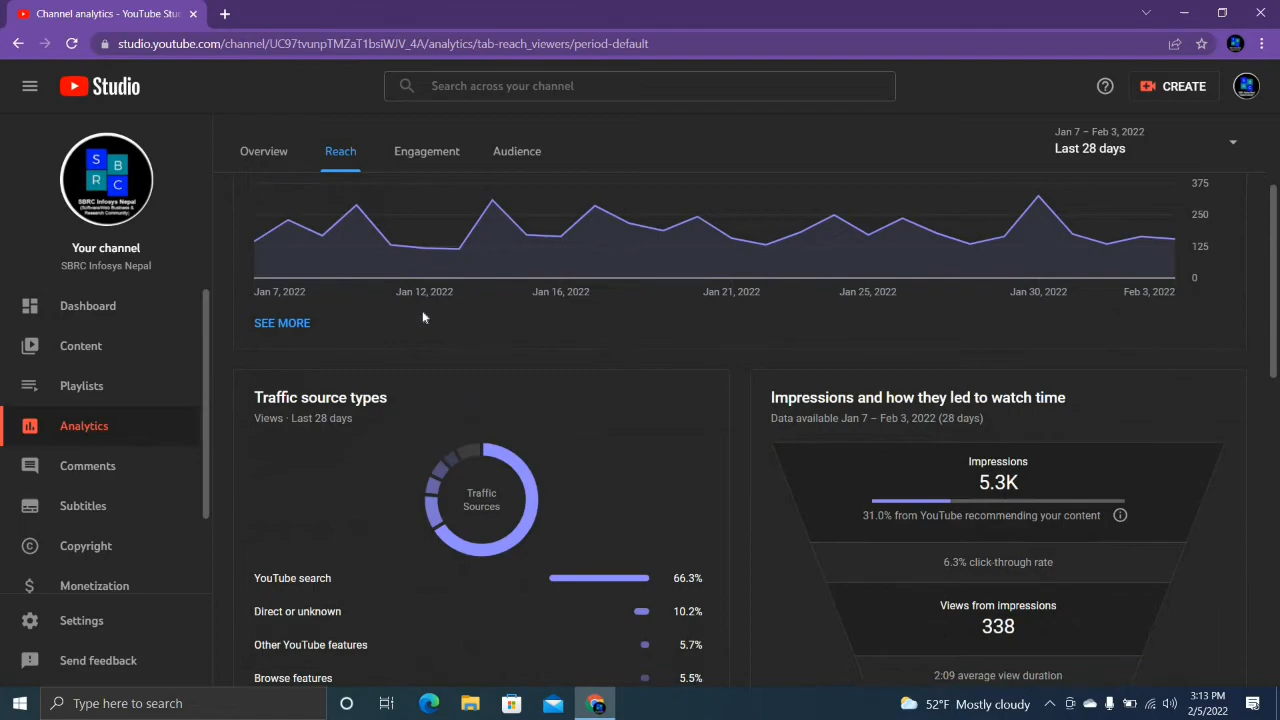 Channel analytics - YouTube Stu
studio.youtube.com/channel/UC97tvunpTMZaT1bsiWJV_4A/analytics/tab-reach_viewers/period-default
Studio
Search across your channel
CREATE
S B
R C
SBRC Infosys Nepal
(Software/Web Business &
Research Community)
Your channel
SBRC Infosys Nepal
Dashboard
Content
Playlists
Analytics
Comments
Subtitles
Copyright
Monetization
Settings
Send feedback
Overview
Reach
Engagement
Audience
Jan 7 – Feb 3, 2022
Last 28 days
375
250
125
0
Jan 7, 2022
Jan 12, 2022
Jan 16, 2022
Jan 21, 2022
Jan 25, 2022
Jan 30, 2022
Feb 3, 2022
SEE MORE
Traffic source types
Views · Last 28 days
Traffic
Sources
YouTube search 66.3%
Direct or unknown 10.2%
Other YouTube features 5.7%
Browse features 5.5%
Impressions and how they led to watch time
Data available Jan 7 – Feb 3, 2022 (28 days)
Impressions
5.3K
31.0% from YouTube recommending your content
6.3% click-through rate
Views from impressions
338
2:09 average view duration
Type here to search
52°F Mostly cloudy
3:13 PM
2/5/2022